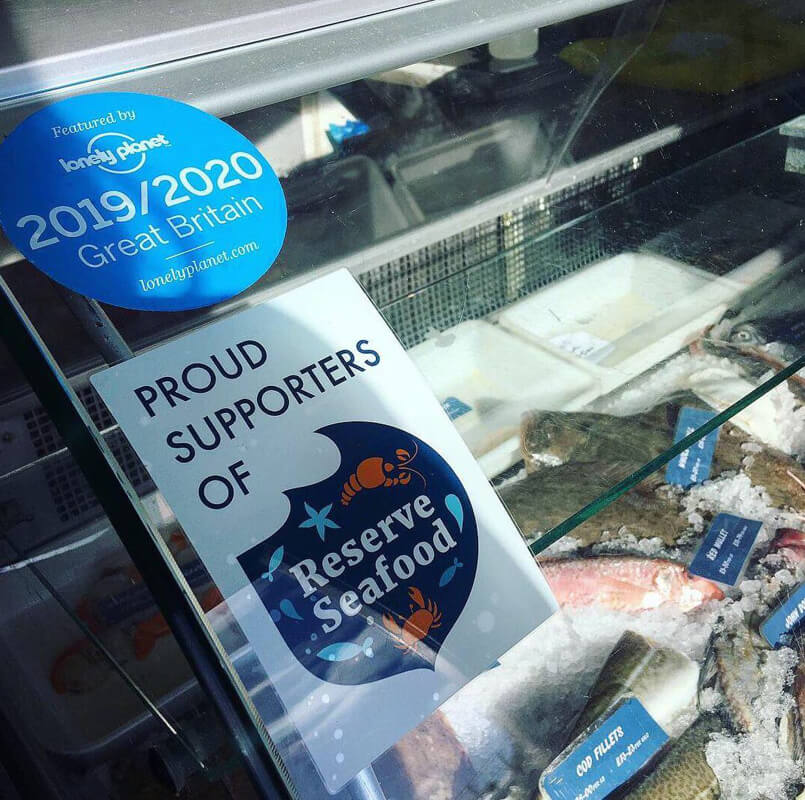 Featured by
lonely planet
2019/2020
Great Britain
lonelyplanet.com
PROUD
SUPPORTERS
OF
Reserve
Seafood
RED MULLET
COD FILLETS